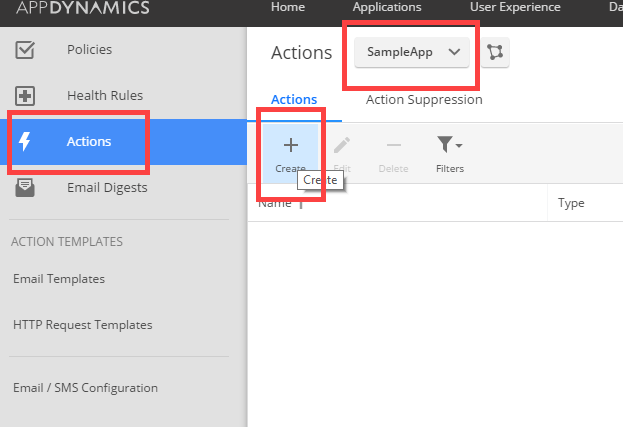 APPDYNAMICS
Home Applications User Experience Da
Policies
Health Rules
Actions
Email Digests
ACTION TEMPLATES
Email Templates
HTTP Request Templates
Email / SMS Configuration
Actions SampleApp
Actions Action Suppression
Create Edit Delete Filters
Create
Name Type